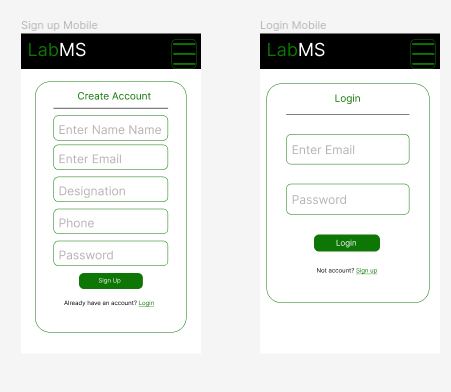 Sign up Mobile
LabMS
Create Account
Enter Name Name
Enter Email
Designation
Phone
Password
Sign Up
Already have an account? Login
Login Mobile
LabMS
Login
Enter Email
Password
Login
Not account? Sign up